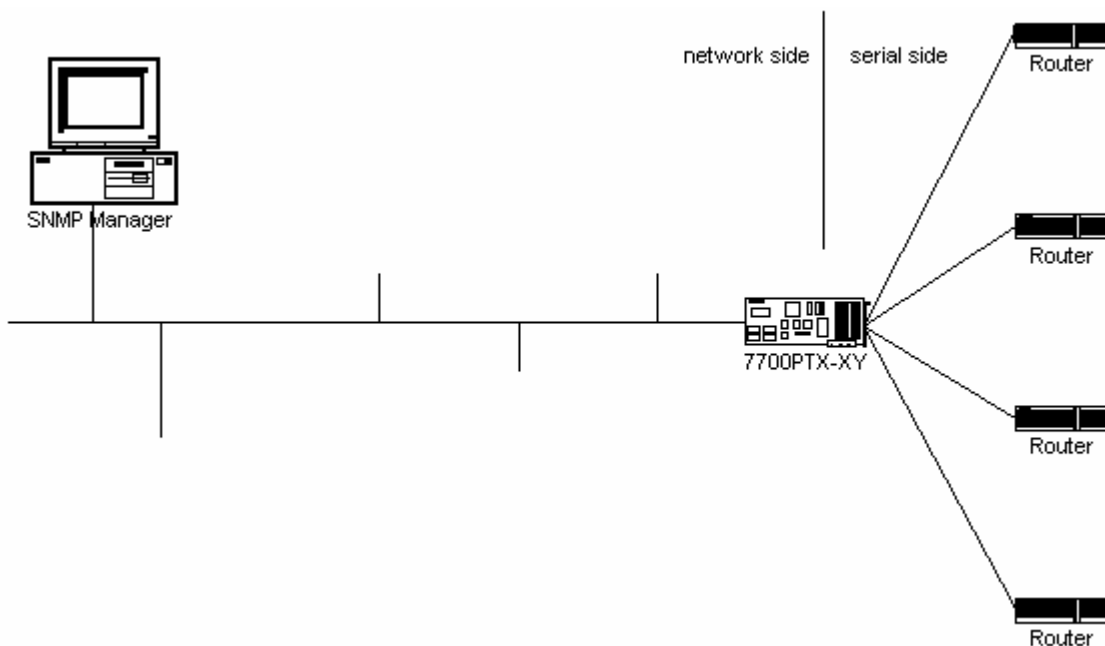 network side
serial side
Router
SNMP Manager
Router
7700PTX-XY
Router
Router